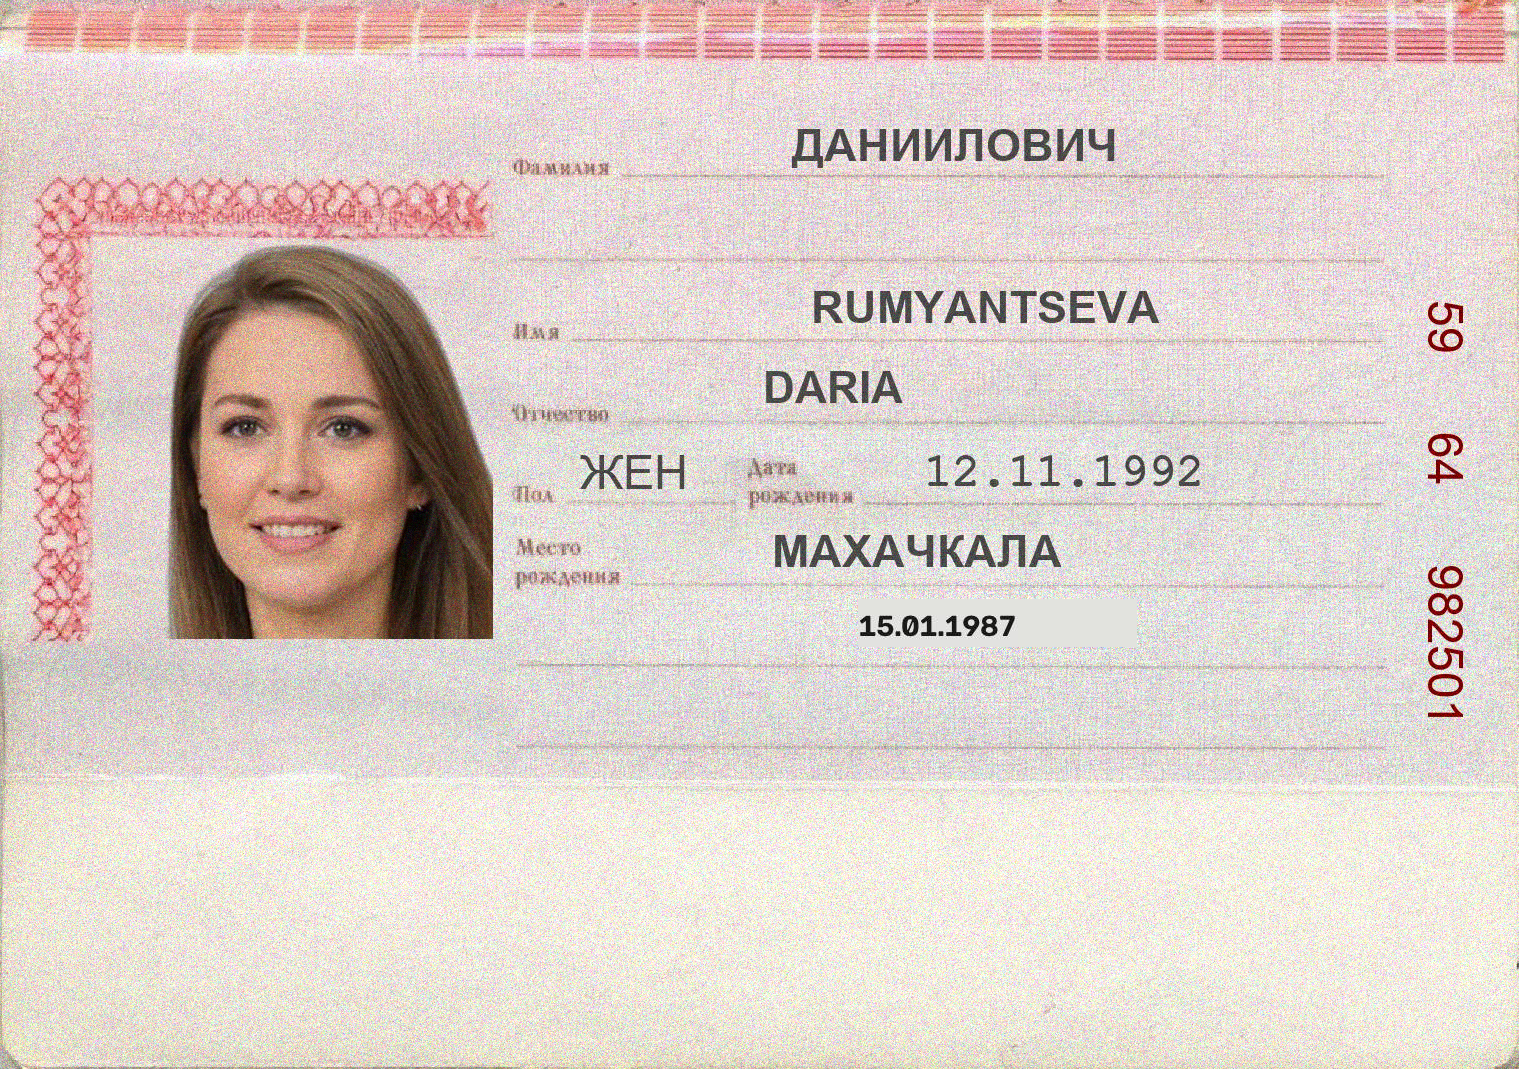 Фамилия ДАНИИЛОВИЧ
Имя RUMYANTSEVA
Отчество DARIA
Пол ЖЕН Дата рождения 12.11.1992
Место рождения МАХАЧКАЛА
15.01.1987
59 64 982501